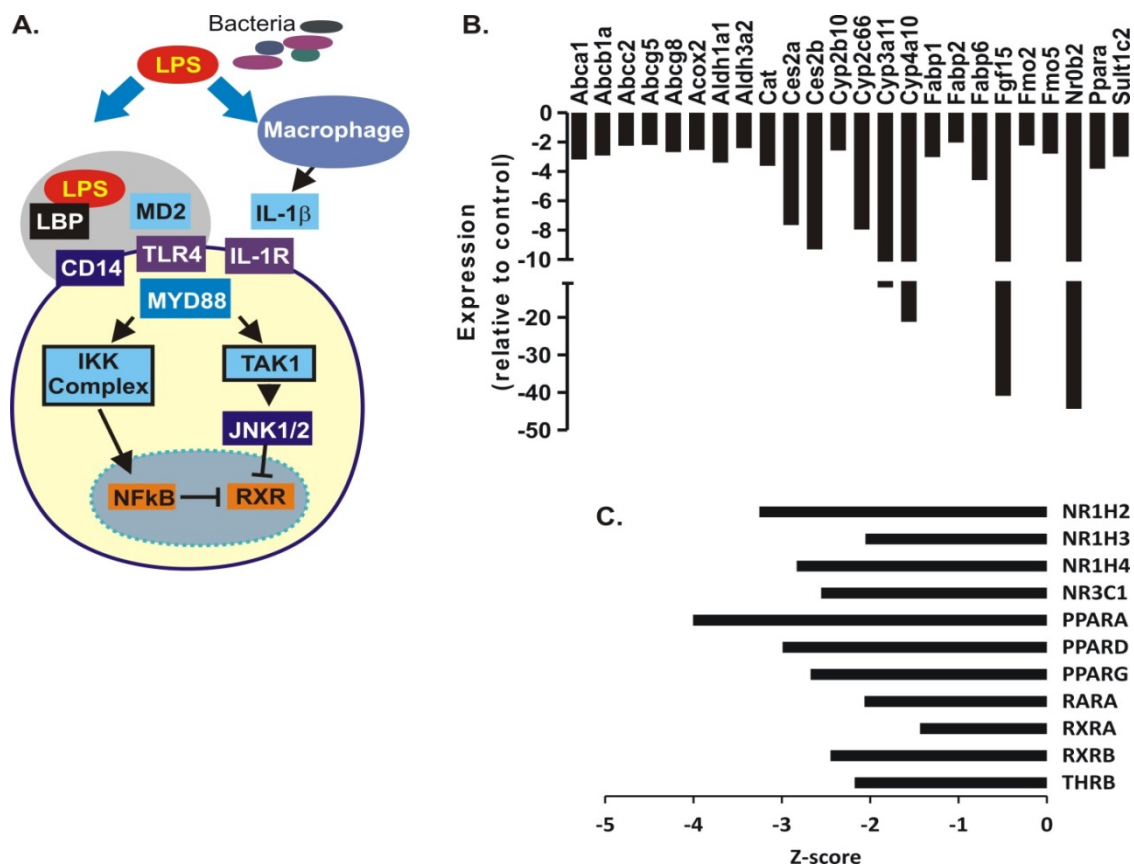 A.
Bacteria
LPS
Macrophage
LPS
LBP
MD2
IL-1β
CD14
TLR4
IL-1R
MYD88
IKK
Complex
TAK1
JNK1/2
NFkB
RXR
B.
Abca1
Abcb1a
Abcc2
Abcg5
Abcg8
Acox2
Aldh1a1
Aldh3a2
Cat
Ces2a
Ces2b
Cyp2b10
Cyp2c66
Cyp3a11
Cyp4a10
Fabp1
Fabp2
Fabp6
Fgf15
Fmo2
Fmo5
Nr0b2
Ppara
Sult1c2
Expression
(relative to control)
0
-2
-4
-6
-8
-10
-20
-30
-40
-50
C.
NR1H2
NR1H3
NR1H4
NR3C1
PPARA
PPARD
PPARG
RARA
RXRA
RXRB
THRB
-5 -4 -3 -2 -1 0
Z-score